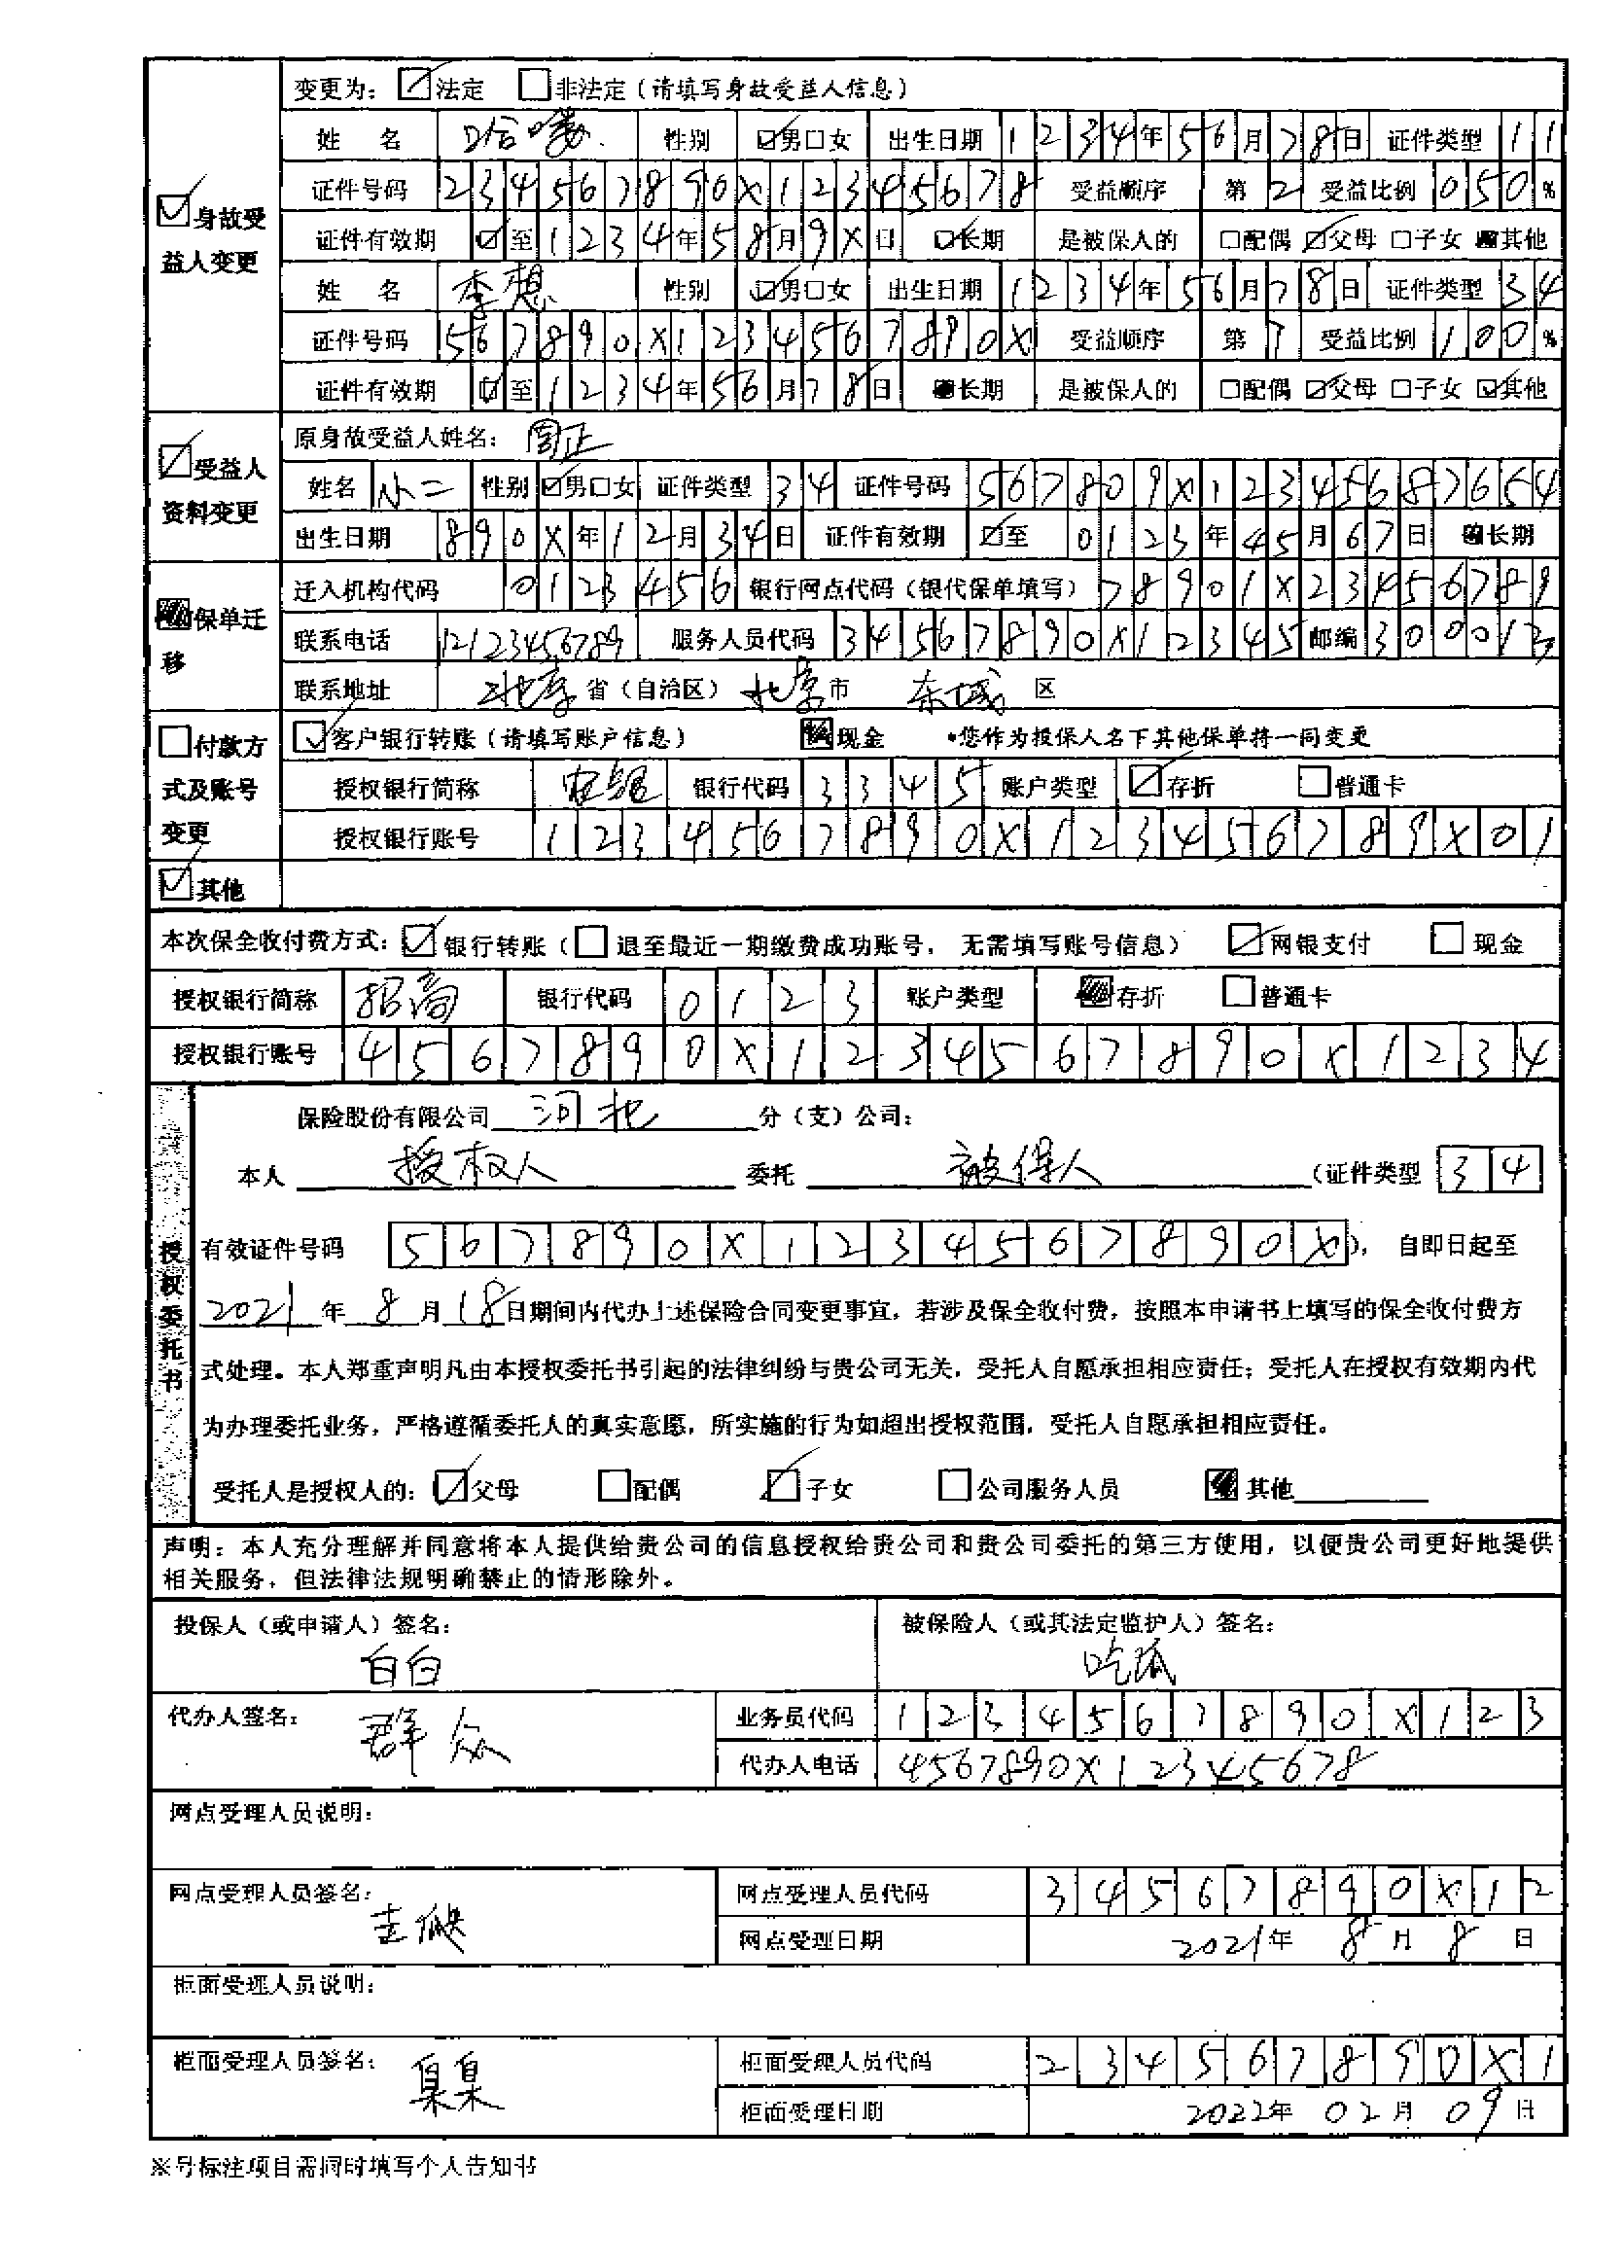 变更为：☑法定 □非法定（请填写身故受益人信息）
☑身故受益人变更
姓 名 性别 ☑男□女 出生日期 1234年56月78日 证件类型 11
证件号码 234567890X12345678 受益顺序 第2 受益比例 050%
证件有效期 ☑至1234年58月9X日 ☑长期 是被保人的 □配偶 ☑父母 □子女 ■其他
姓 名 李想 性别 ☑男□女 出生日期 1234年56月78日 证件类型 34
证件号码 567890X1234567890X 受益顺序 第1 受益比例 100%
证件有效期 ☑至1234年56月78日 ■长期 是被保人的 □配偶 ☑父母 □子女 ☑其他
☑受益人资料变更
原身故受益人姓名：周正
姓名 小二 性别 ☑男□女 证件类型 34 证件号码 567809X12345687654
出生日期 890X年12月34日 证件有效期 ☑至 0123年45月67日 ■长期
■保单迁移
迁入机构代码 0123456 银行网点代码（银代保单填写）78901X23456789
联系电话 12123456789 服务人员代码 34567890X12345 邮编 300013
联系地址 北京 省（自治区） 北京 市 东城 区
□付款方式及账号变更
☑客户银行转账（请填写账户信息） ■现金 *您作为投保人名下其他保单将一同变更
授权银行简称 银行代码 3345 账户类型 ☑存折 □普通卡
授权银行账号 1234567890X123456789X01
☑其他
本次保全收付费方式：☑银行转账（□退至最近一期缴费成功账号，无需填写账号信息） ☑网银支付 □现金
授权银行简称 招商 银行代码 0123 账户类型 ■存折 □普通卡
授权银行账号 4567890X1234567890X1234
授权委托书
保险股份有限公司 河北 分（支）公司：
本人 授权人 委托 被保人 （证件类型 34
有效证件号码 567890X1234567890X ），自即日起至
2021 年 8 月 18 日期间内代办上述保险合同变更事宜，若涉及保全收付费，按照本申请书上填写的保全收付费方
式处理。本人郑重声明凡由本授权委托书引起的法律纠纷与贵公司无关，受托人自愿承担相应责任；受托人在授权有效期内代
为办理委托业务，严格遵循委托人的真实意愿，所实施的行为如超出授权范围，受托人自愿承担相应责任。
受托人是授权人的：☑父母 □配偶 ☑子女 □公司服务人员 ■其他
声明：本人充分理解并同意将本人提供给贵公司的信息授权给贵公司和贵公司委托的第三方使用，以便贵公司更好地提供
相关服务，但法律法规明确禁止的情形除外。
投保人（或申请人）签名： 被保险人（或其法定监护人）签名：
白白 吃瓜
代办人签名：群众 业务员代码 1234567890X123
代办人电话 4567890X12345678
网点受理人员说明：
网点受理人员签名： 网点受理人员代码 34567890X12
网点受理日期 2021年 8月 8日
柜面受理人员说明：
柜面受理人员签名： 柜面受理人员代码 234567890X1
柜面受理日期 2022年 02月 09日
※号标注项目需同时填写个人告知书